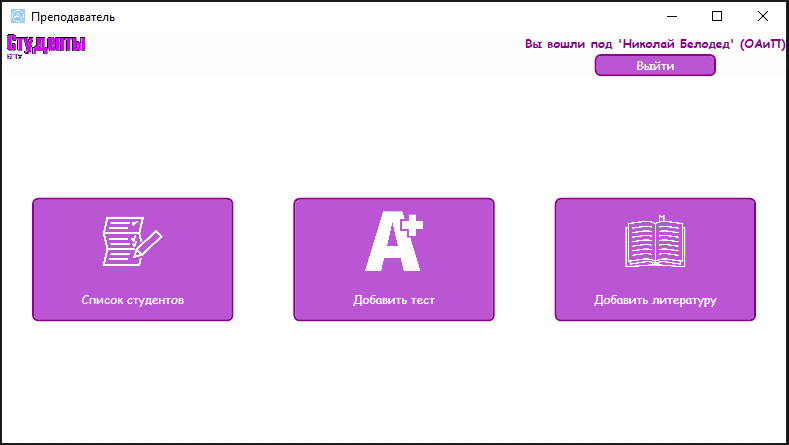 Преподаватель
Студенты
БГТУ
Вы вошли под 'Николай Белодед' (ОАиП)
Выйти
A+
Список студентов
Добавить тест
Добавить литературу